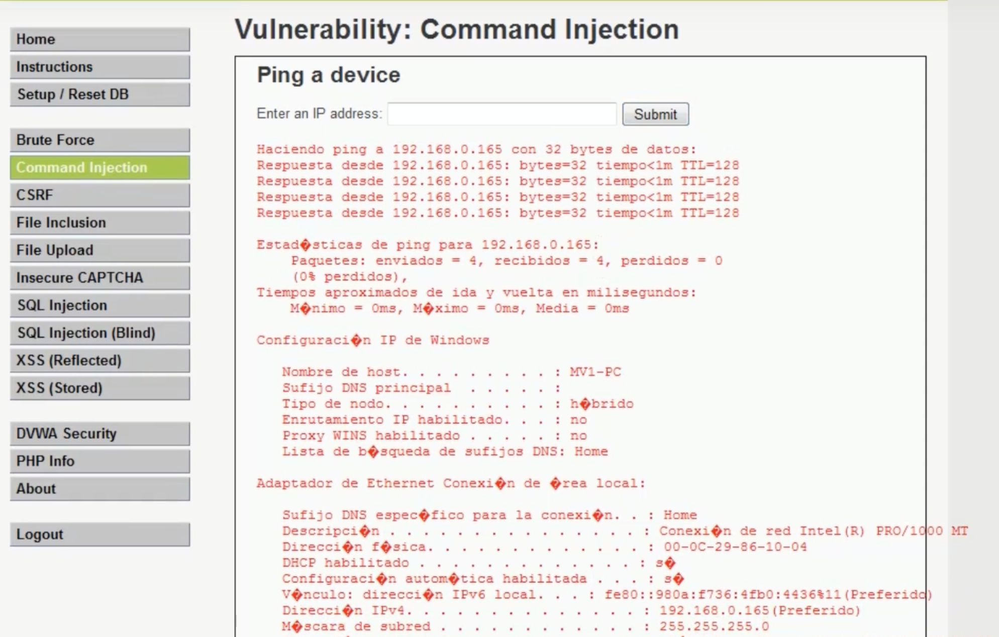 Home
Instructions
Setup / Reset DB
Brute Force
Command Injection
CSRF
File Inclusion
File Upload
Insecure CAPTCHA
SQL Injection
SQL Injection (Blind)
XSS (Reflected)
XSS (Stored)
DVWA Security
PHP Info
About
Logout
Vulnerability: Command Injection
Ping a device
Enter an IP address:
Submit
Haciendo ping a 192.168.0.165 con 32 bytes de datos:
Respuesta desde 192.168.0.165: bytes=32 tiempo<1m TTL=128
Respuesta desde 192.168.0.165: bytes=32 tiempo<1m TTL=128
Respuesta desde 192.168.0.165: bytes=32 tiempo<1m TTL=128
Respuesta desde 192.168.0.165: bytes=32 tiempo<1m TTL=128
Estad�sticas de ping para 192.168.0.165:
Paquetes: enviados = 4, recibidos = 4, perdidos = 0
(0% perdidos),
Tiempos aproximados de ida y vuelta en milisegundos:
M�nimo = 0ms, M�ximo = 0ms, Media = 0ms
Configuraci�n IP de Windows
Nombre de host. . . . . . . . . : MV1-PC
Sufijo DNS principal . . . . . :
Tipo de nodo. . . . . . . . . . : h�brido
Enrutamiento IP habilitado. . . : no
Proxy WINS habilitado . . . . . : no
Lista de b�squeda de sufijos DNS: Home
Adaptador de Ethernet Conexi�n de �rea local:
Sufijo DNS espec�fico para la conexi�n. . : Home
Descripci�n . . . . . . . . . . . . . . . : Conexi�n de red Intel(R) PRO/1000 MT
Direcci�n f�sica. . . . . . . . . . . . . : 00-0C-29-86-10-04
DHCP habilitado . . . . . . . . . . . . . : s�
Configuraci�n autom�tica habilitada . . . : s�
V�nculo: direcci�n IPv6 local. . . : fe80::980a:f736:4fb0:4436%11(Preferido)
Direcci�n IPv4. . . . . . . . . . . . . . : 192.168.0.165(Preferido)
M�scara de subred . . . . . . . . . . . . : 255.255.255.0